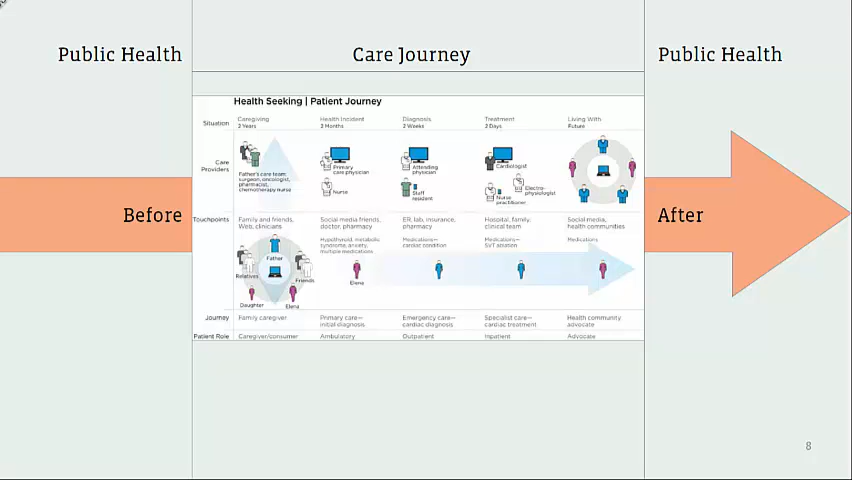 Public Health
Care Journey
Public Health
Health Seeking | Patient Journey
Situation
Caregiving
2 Years
Health Incident
2 Months
Diagnosis
2 Weeks
Treatment
2 Days
Living With
Future
Care
Providers
Father's care team:
surgeon, oncologist,
pharmacist,
chemotherapy nurse
Primary
care physician
Nurse
Attending
physician
Staff
resident
Cardiologist
Nurse
practitioner
Electro-
physiologist
Before
After
Touchpoints
Family and friends,
Web, clinicians
Social media friends,
doctor, pharmacy
ER, lab, insurance,
pharmacy
Hospital, family,
clinical team
Social media,
health communities
Hypothyroid, metabolic
syndrome, anxiety,
multiple medications
Medications—
cardiac condition
Medications—
SVT ablation
Medications
Father
Relatives
Friends
Daughter
Elena
Elena
Journey
Family caregiver
Primary care—
initial diagnosis
Emergency care—
cardiac diagnosis
Specialist care—
cardiac treatment
Health community
advocate
Patient Role
Caregiver/consumer
Ambulatory
Outpatient
Inpatient
Advocate
8